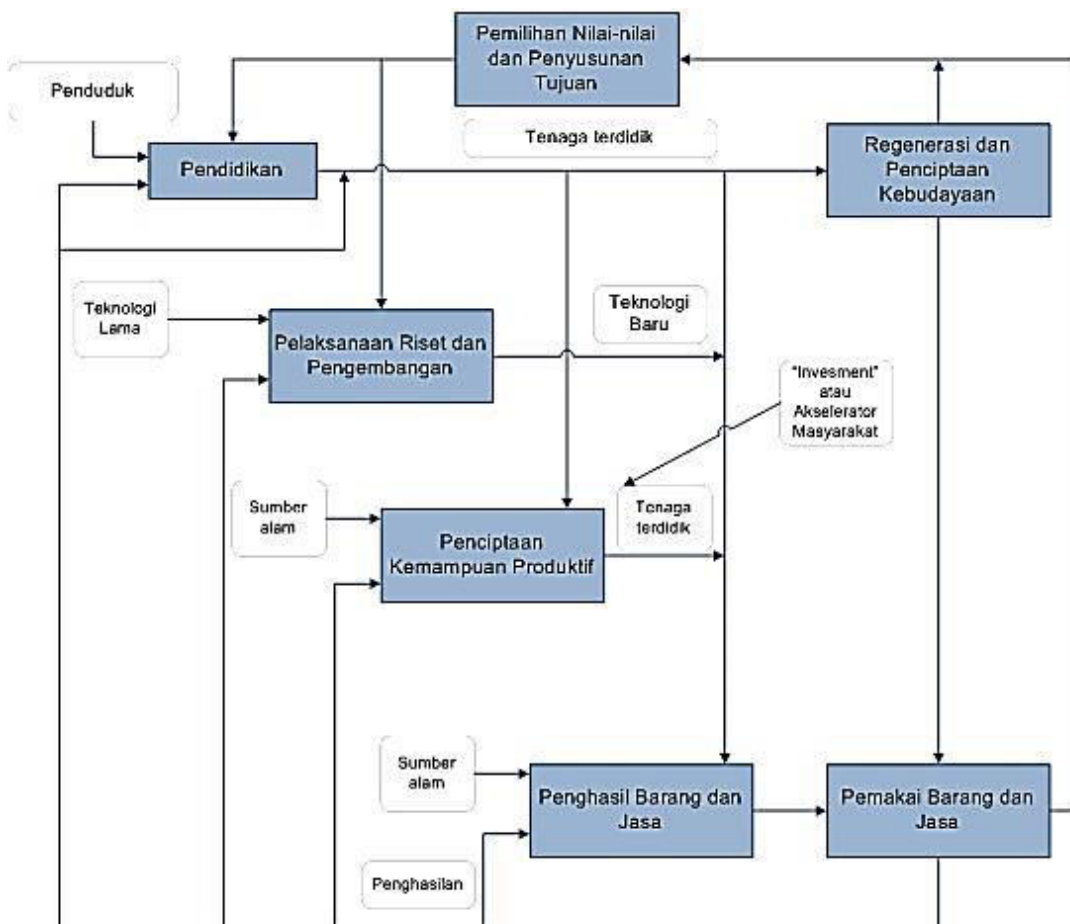 Pemilihan Nilai-nilai
dan Penyusunan
Tujuan
Penduduk
Tenaga terdidik
Pendidikan
Regenerasi dan
Penciptaan
Kebudayaan
Teknologi
Lama
Teknologi
Baru
Pelaksanaan Riset dan
Pengembangan
"Invesment"
atau
Akselerator
Masyarakat
Sumber
alam
Tenaga
terdidik
Penciptaan
Kemampuan Produktif
Sumber
alam
Penghasil Barang dan
Jasa
Pemakai Barang dan
Jasa
Penghasilan